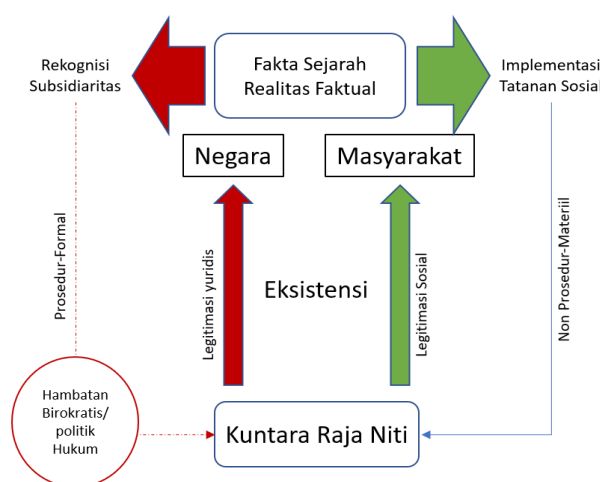 Rekognisi
Subsidiaritas
Fakta Sejarah
Realitas Faktual
Implementasi
Tatanan Sosial
Negara
Masyarakat
Prosedur-Formal
Legitimasi yuridis
Eksistensi
Legitimasi Sosial
Non Prosedur-Materiil
Hambatan
Birokratis/
politik
Hukum
Kuntara Raja Niti